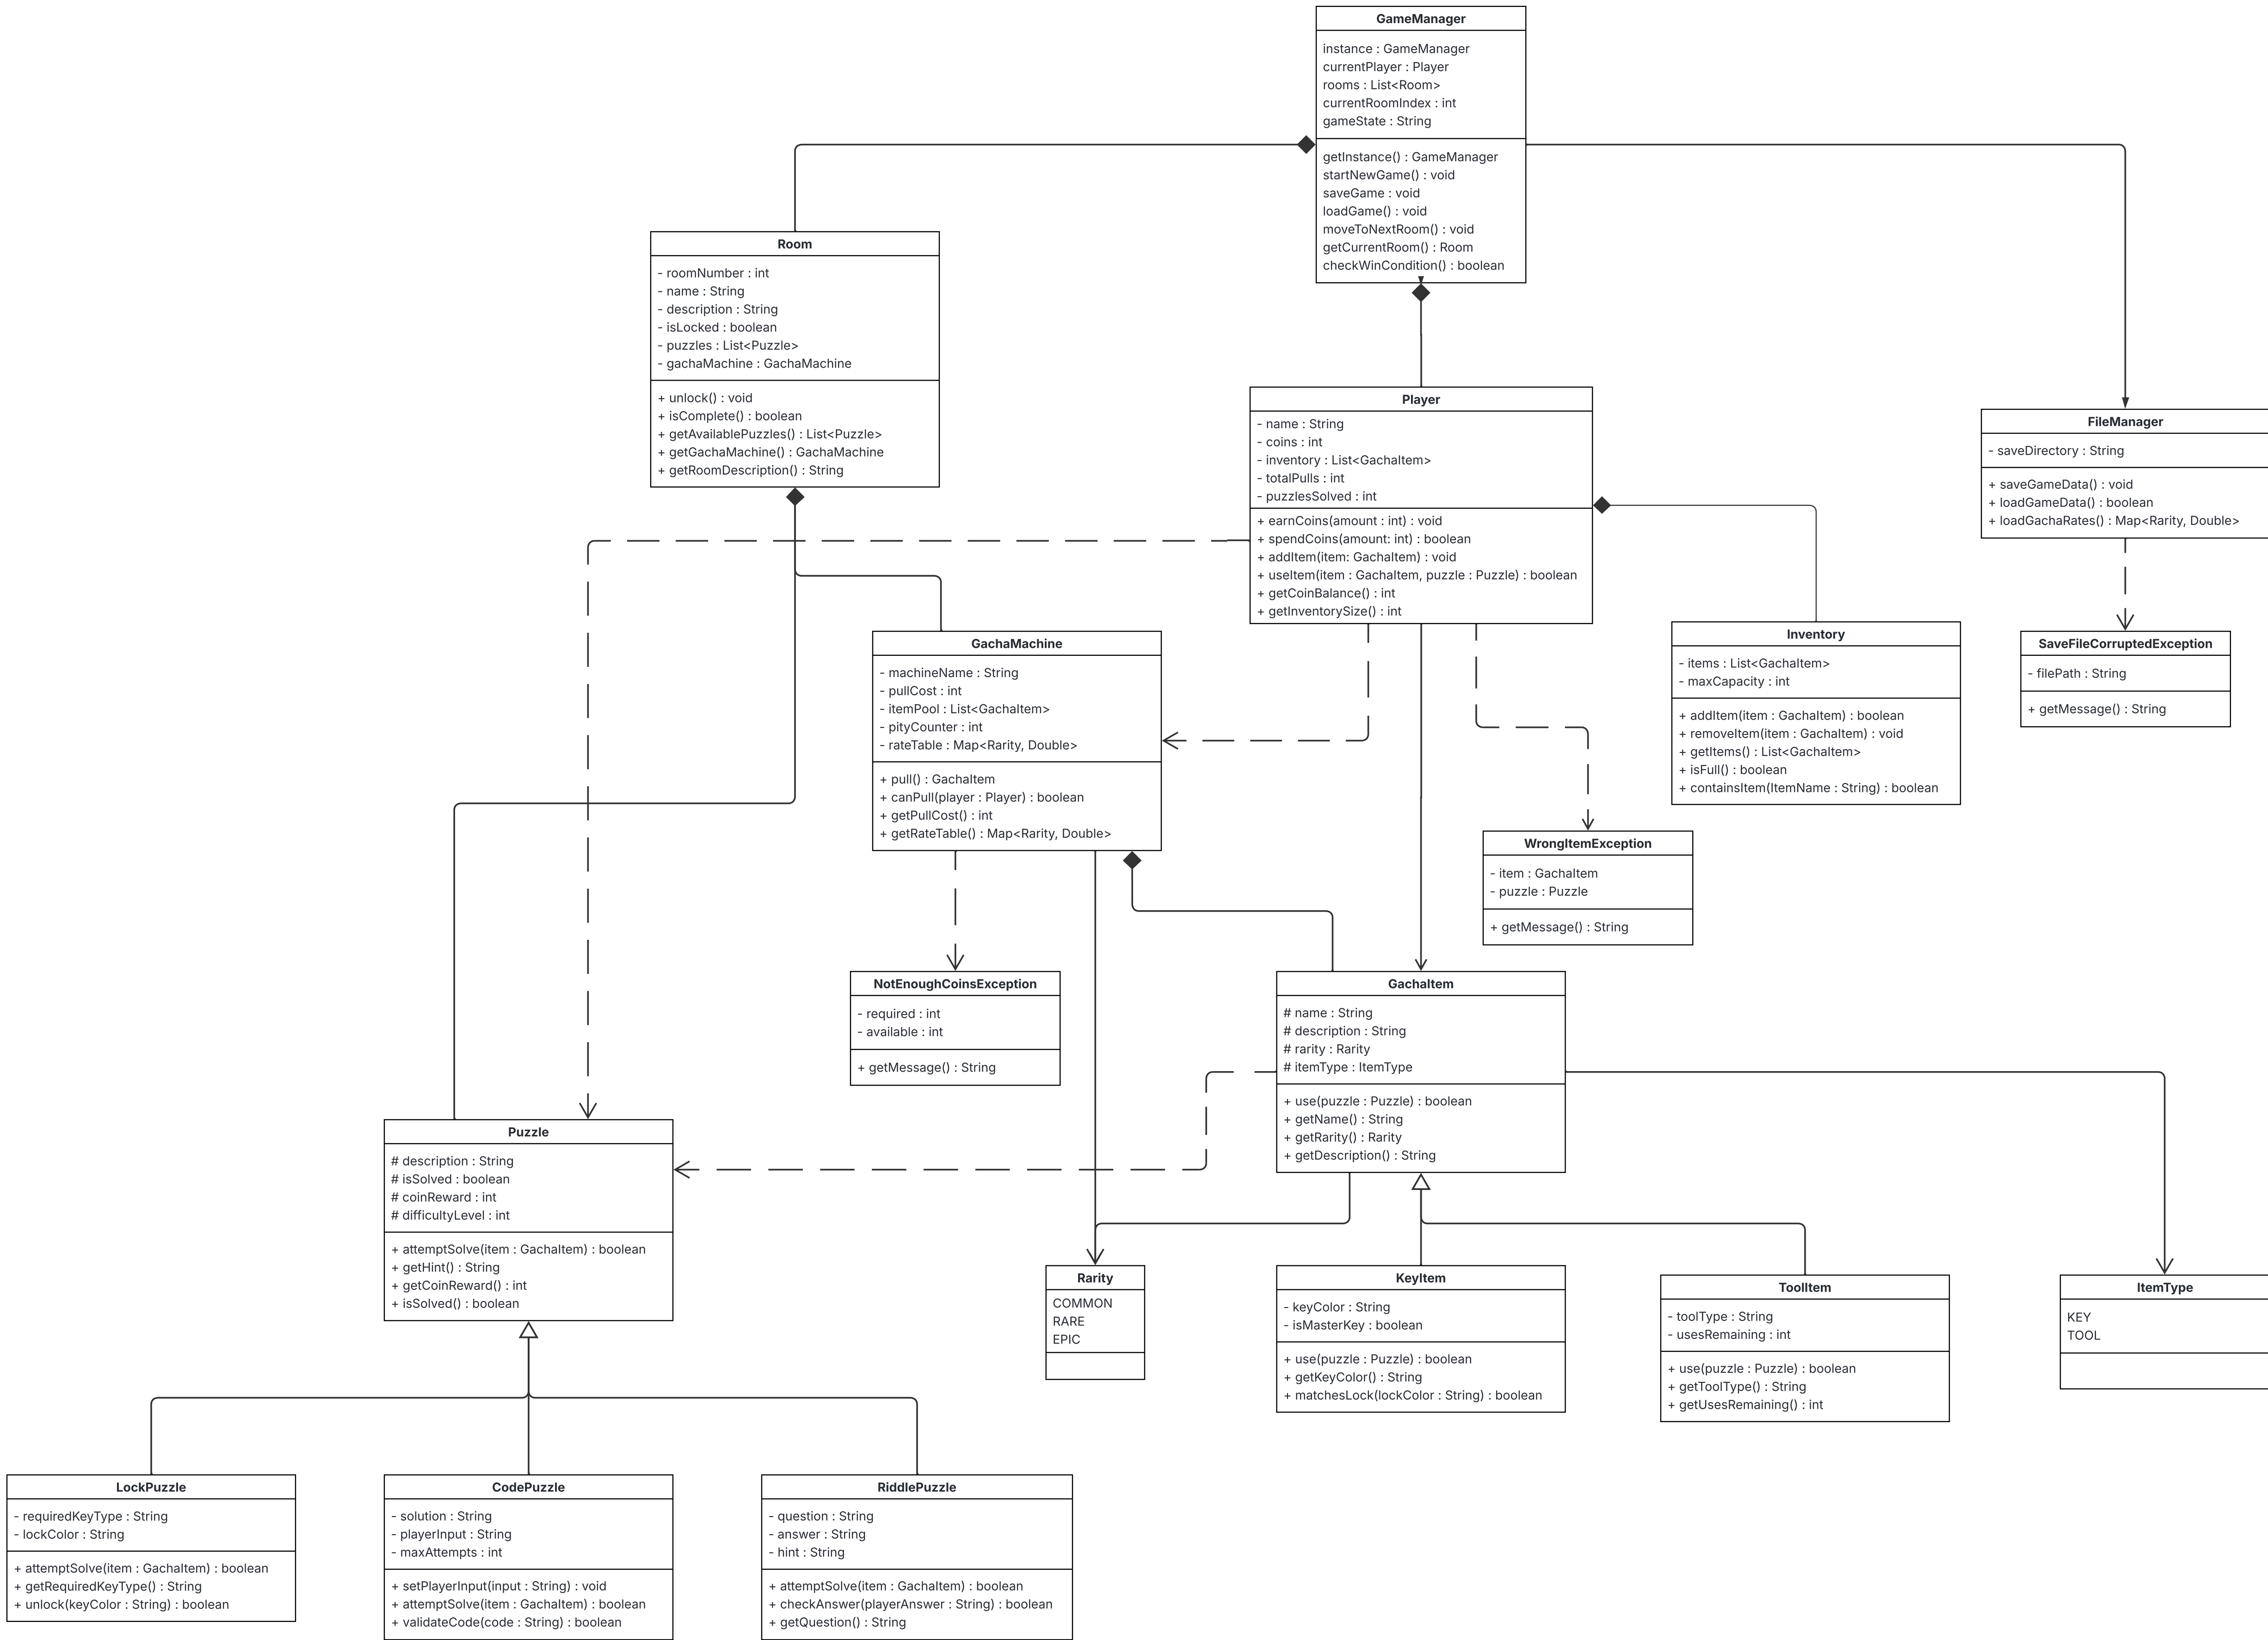 GameManager
instance : GameManager
currentPlayer : Player
rooms : List<Room>
currentRoomIndex : int
gameState : String
getInstance() : GameManager
startNewGame() : void
saveGame : void
loadGame() : void
moveToNextRoom() : void
getCurrentRoom() : Room
checkWinCondition() : boolean
Room
- roomNumber : int
- name : String
- description : String
- isLocked : boolean
- puzzles : List<Puzzle>
- gachaMachine : GachaMachine
+ unlock() : void
+ isComplete() : boolean
+ getAvailablePuzzles() : List<Puzzle>
+ getGachaMachine() : GachaMachine
+ getRoomDescription() : String
Player
- name : String
- coins : int
- inventory : List<GachaItem>
- totalPulls : int
- puzzlesSolved : int
+ earnCoins(amount : int) : void
+ spendCoins(amount: int) : boolean
+ addItem(item: GachaItem) : void
+ useItem(item : GachaItem, puzzle : Puzzle) : boolean
+ getCoinBalance() : int
+ getInventorySize() : int
FileManager
- saveDirectory : String
+ saveGameData() : void
+ loadGameData() : boolean
+ loadGachaRates() : Map<Rarity, Double>
GachaMachine
- machineName : String
- pullCost : int
- itemPool : List<GachaItem>
- pityCounter : int
- rateTable : Map<Rarity, Double>
+ pull() : GachaItem
+ canPull(player : Player) : boolean
+ getPullCost() : int
+ getRateTable() : Map<Rarity, Double>
Inventory
- items : List<GachaItem>
- maxCapacity : int
+ addItem(item : GachaItem) : boolean
+ removeItem(item : GachaItem) : void
+ getItems() : List<GachaItem>
+ isFull() : boolean
+ containsItem(ItemName : String) : boolean
SaveFileCorruptedException
- filePath : String
+ getMessage() : String
WrongItemException
- item : GachaItem
- puzzle : Puzzle
+ getMessage() : String
NotEnoughCoinsException
- required : int
- available : int
+ getMessage() : String
GachaItem
# name : String
# description : String
# rarity : Rarity
# itemType : ItemType
+ use(puzzle : Puzzle) : boolean
+ getName() : String
+ getRarity() : Rarity
+ getDescription() : String
Puzzle
# description : String
# isSolved : boolean
# coinReward : int
# difficultyLevel : int
+ attemptSolve(item : GachaItem) : boolean
+ getHint() : String
+ getCoinReward() : int
+ isSolved() : boolean
Rarity
COMMON
RARE
EPIC
KeyItem
- keyColor : String
- isMasterKey : boolean
+ use(puzzle : Puzzle) : boolean
+ getKeyColor() : String
+ matchesLock(lockColor : String) : boolean
ToolItem
- toolType : String
- usesRemaining : int
+ use(puzzle : Puzzle) : boolean
+ getToolType() : String
+ getUsesRemaining() : int
ItemType
KEY
TOOL
LockPuzzle
- requiredKeyType : String
- lockColor : String
+ attemptSolve(item : GachaItem) : boolean
+ getRequiredKeyType() : String
+ unlock(keyColor : String) : boolean
CodePuzzle
- solution : String
- playerInput : String
- maxAttempts : int
+ setPlayerInput(input : String) : void
+ attemptSolve(item : GachaItem) : boolean
+ validateCode(code : String) : boolean
RiddlePuzzle
- question : String
- answer : String
- hint : String
+ attemptSolve(item : GachaItem) : boolean
+ checkAnswer(playerAnswer : String) : boolean
+ getQuestion() : String